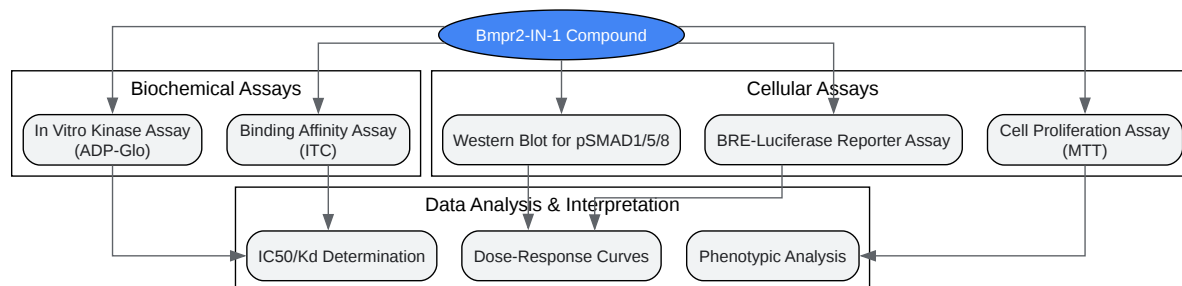 Bmpr2-IN-1 Compound
Biochemical Assays
Cellular Assays
In Vitro Kinase Assay
(ADP-Glo)
Binding Affinity Assay
(ITC)
Western Blot for pSMAD1/5/8
BRE-Luciferase Reporter Assay
Cell Proliferation Assay
(MTT)
Data Analysis & Interpretation
IC50/Kd Determination
Dose-Response Curves
Phenotypic Analysis